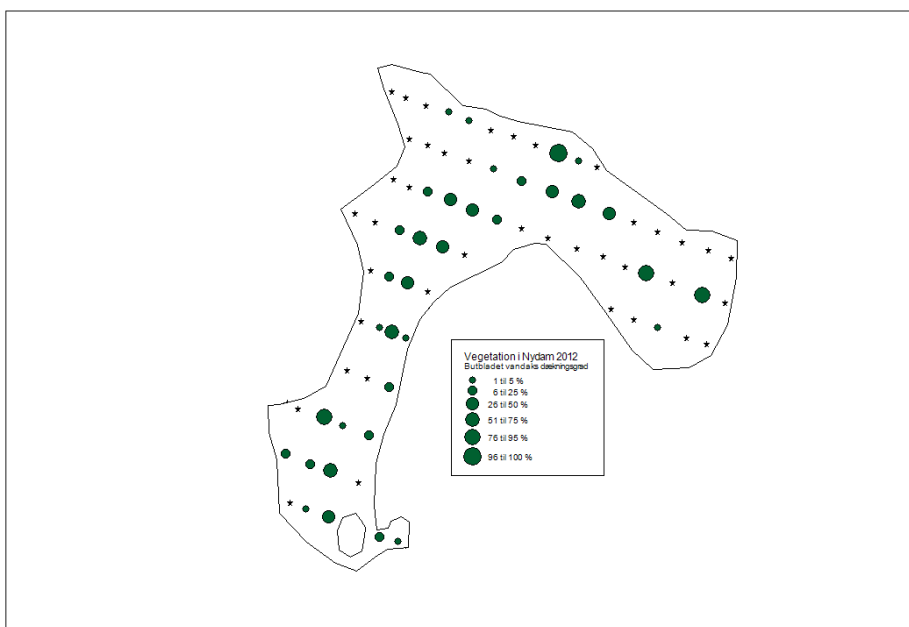 Vegetation i Nydam 2012
Butbladet vandaks dækningsgrad
1 til 5 %
6 til 25 %
26 til 50 %
51 til 75 %
76 til 95 %
96 til 100 %